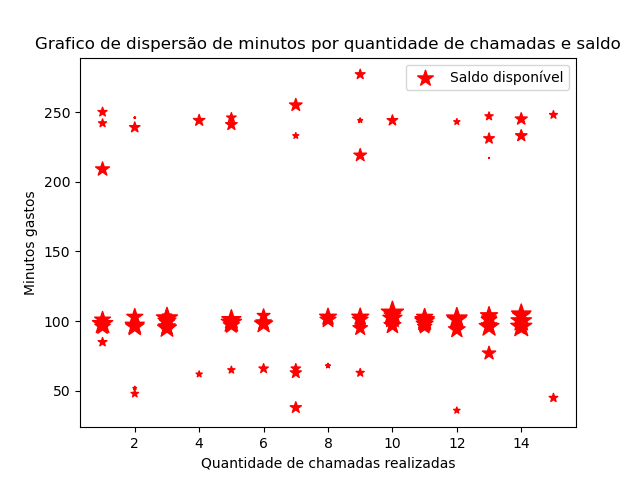 Grafico de dispersão de minutos por quantidade de chamadas e saldo
Saldo disponível
250
200
150
100
50
Minutos gastos
2 4 6 8 10 12 14
Quantidade de chamadas realizadas